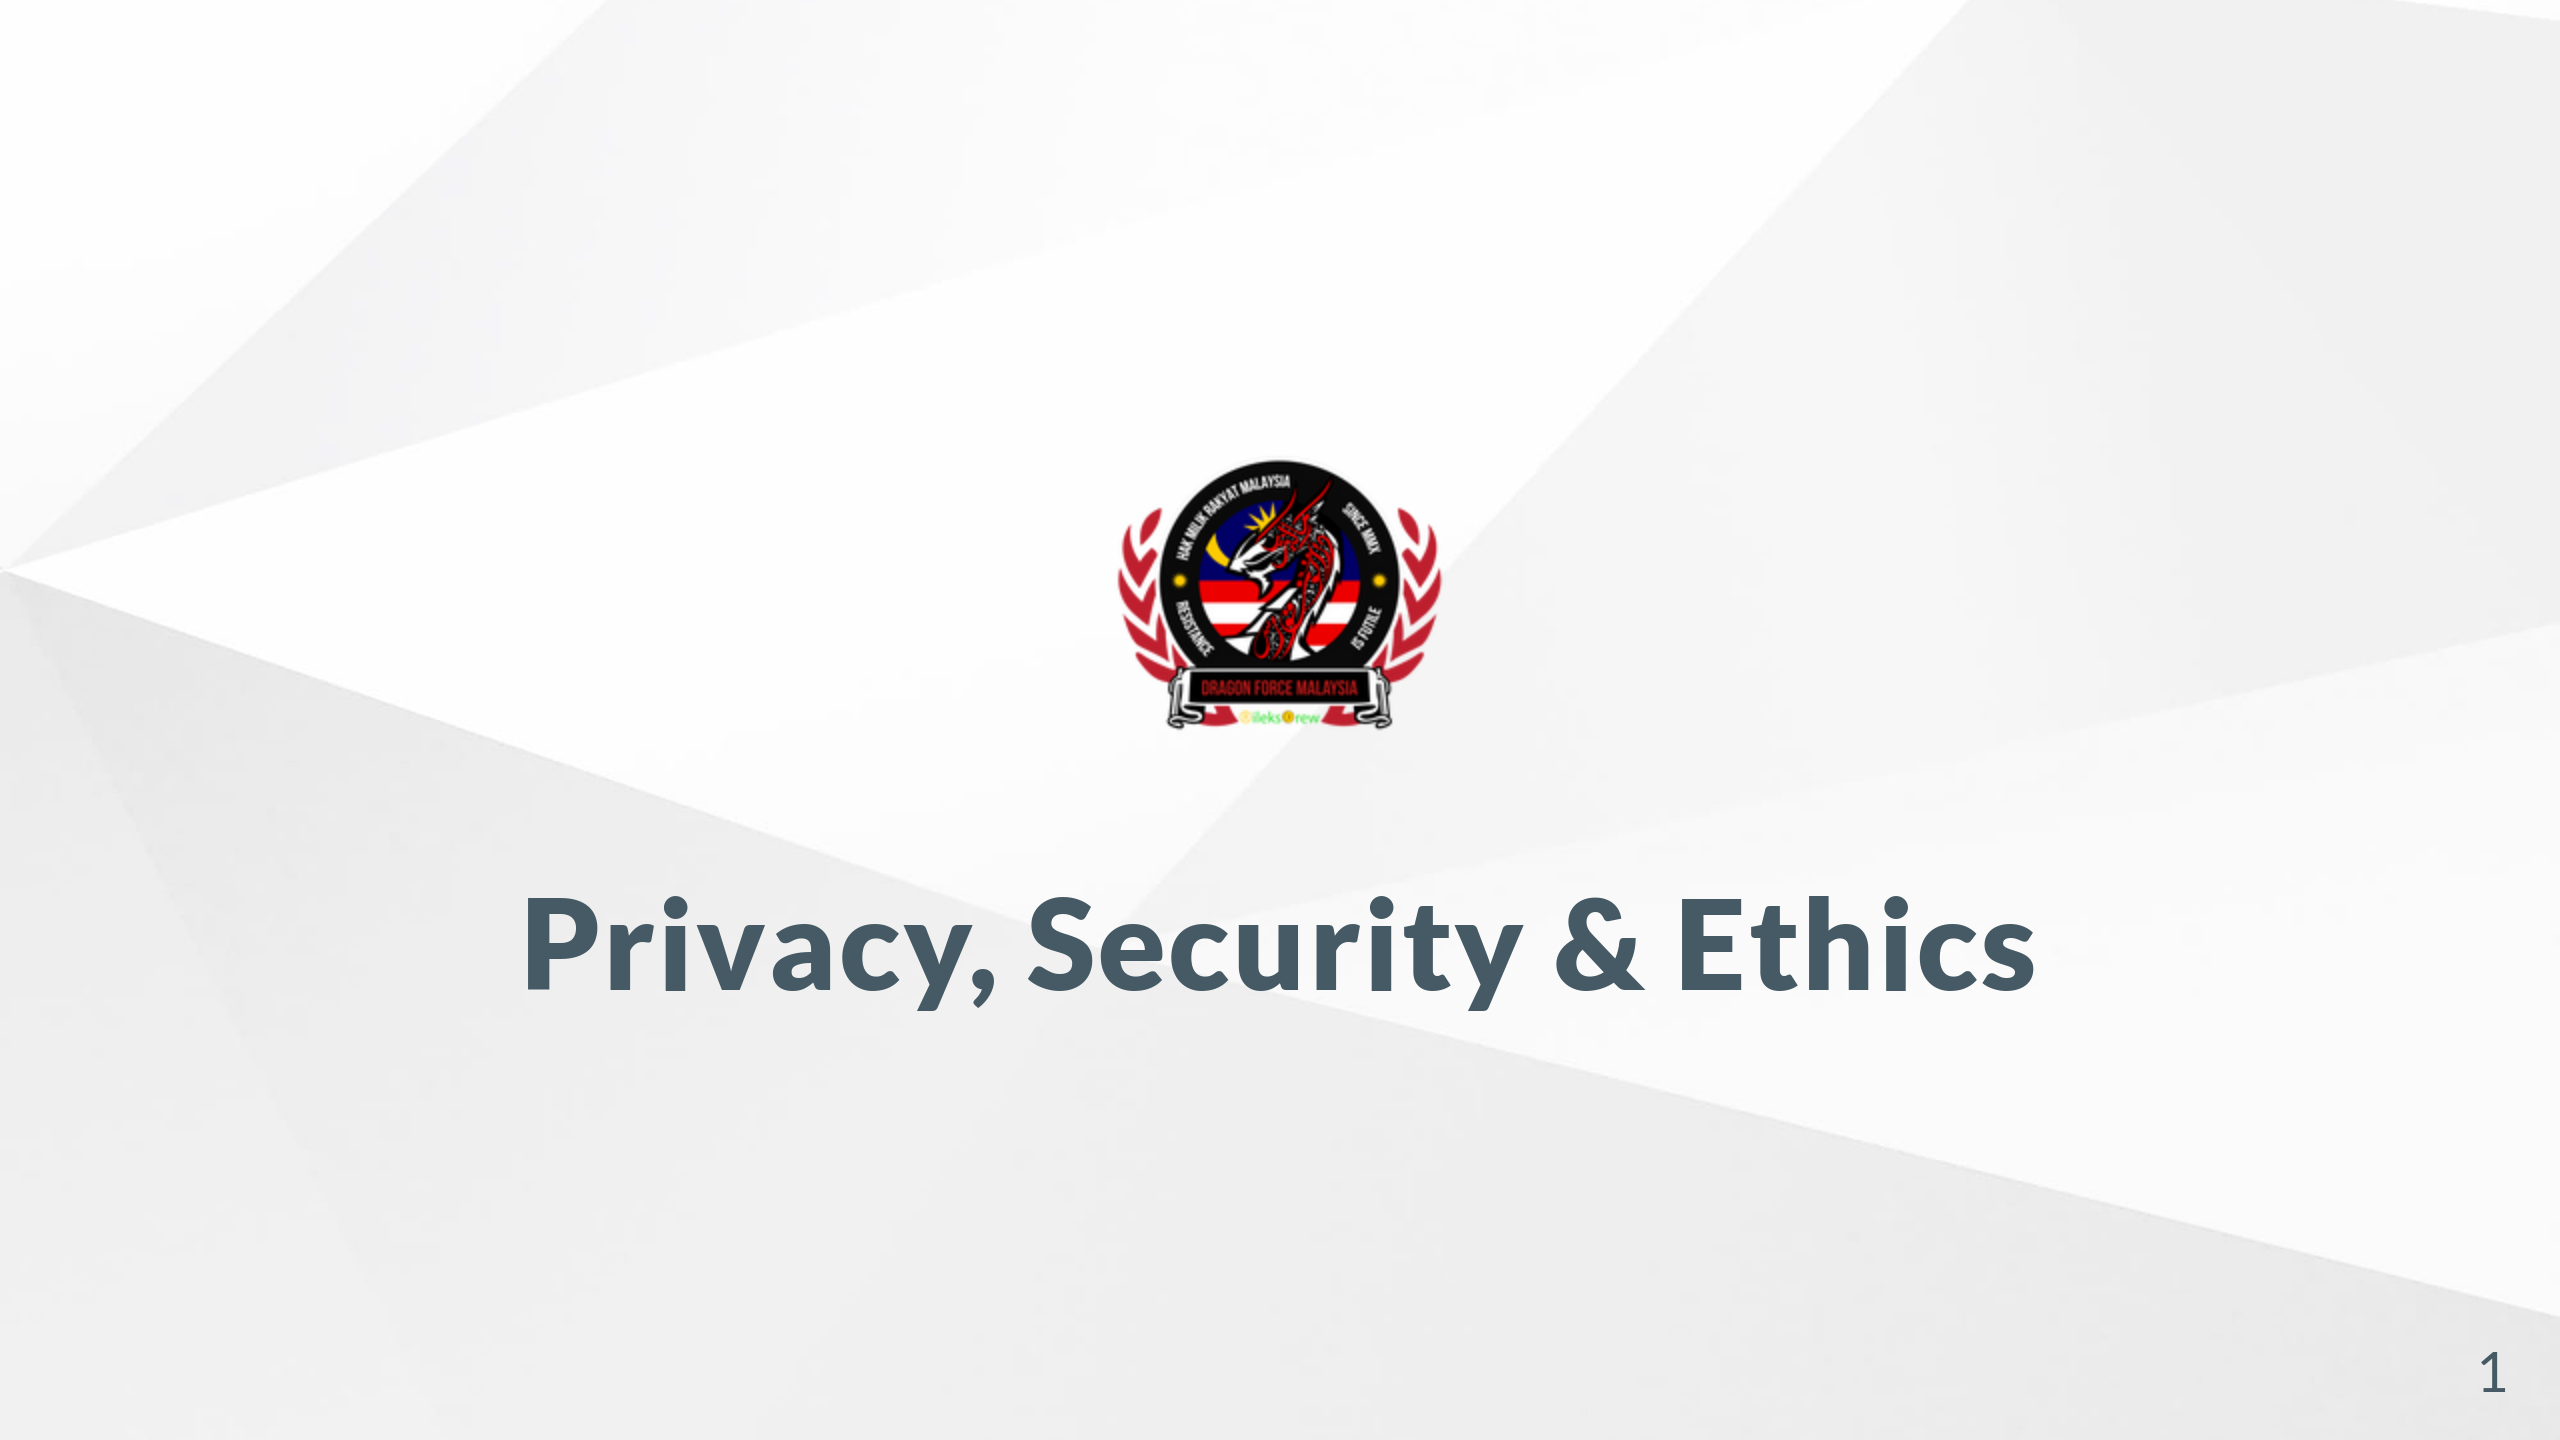 HAK MILIK RAKYAT MALAYSIA
SINCE MMX
RESISTANCE
IS FUTILE
DRAGON FORCE MALAYSIA
Privacy, Security & Ethics
1